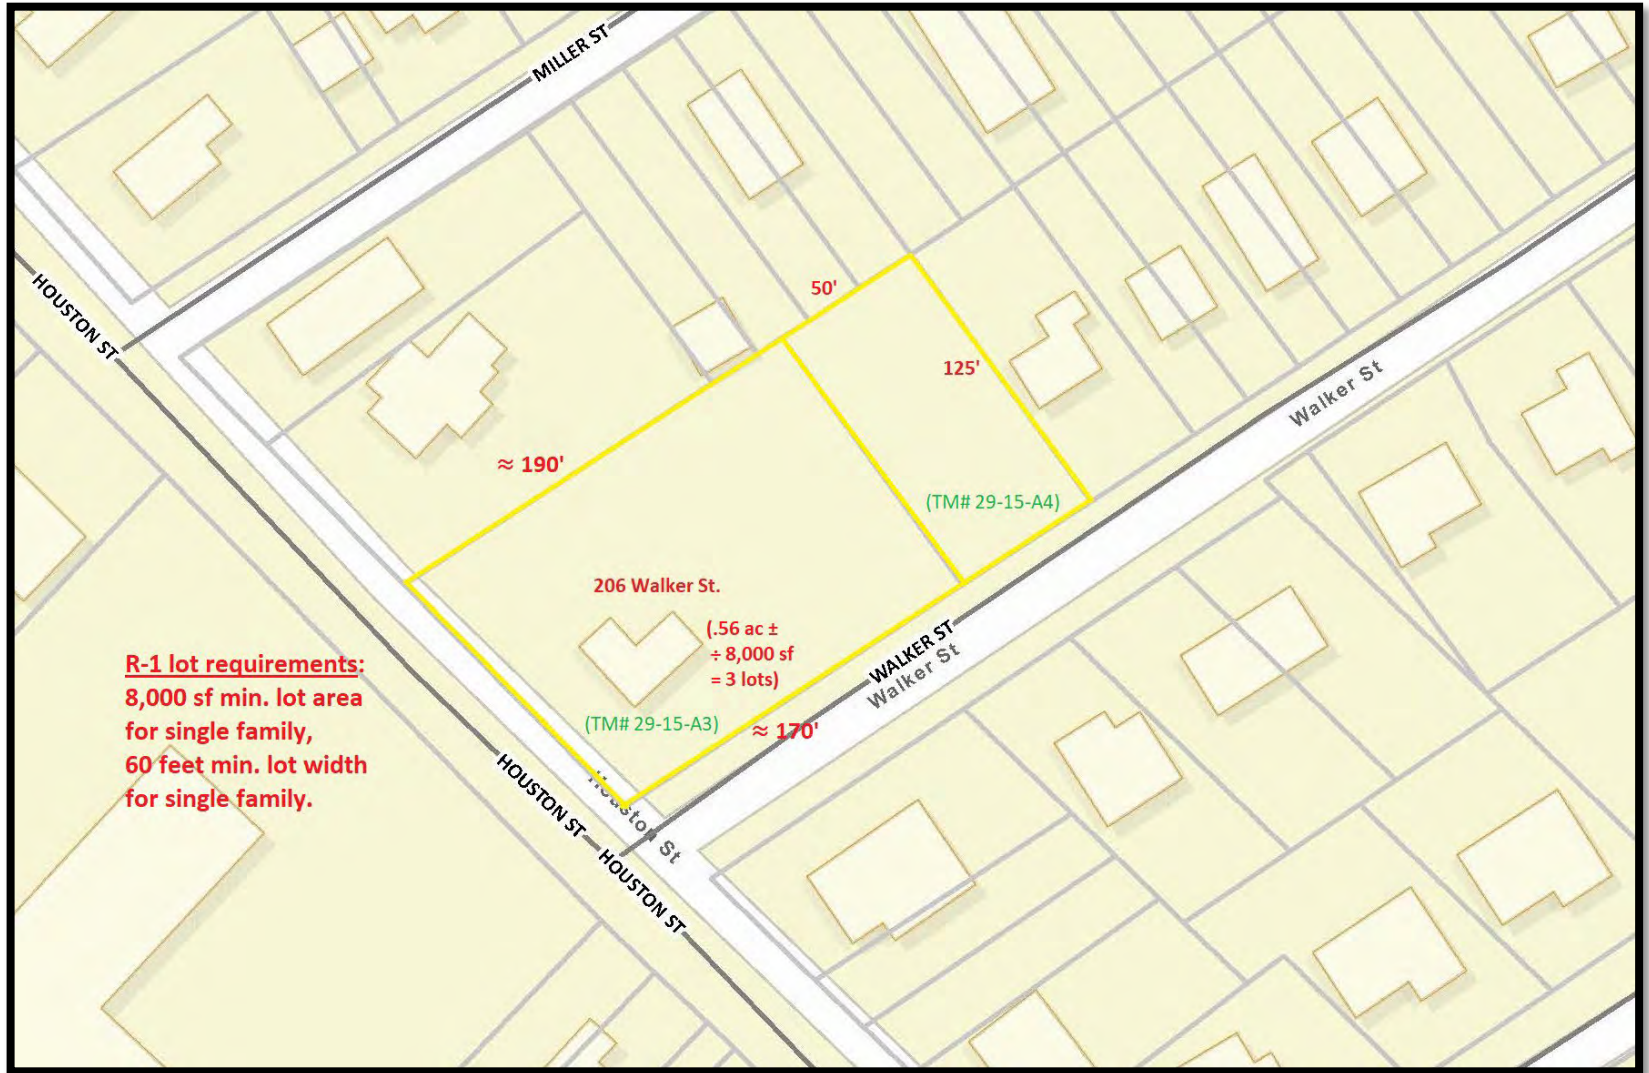 MILLER ST
HOUSTON ST
50'
125'
Walker St
≈ 190'
(TM# 29-15-A4)
206 Walker St.
(.56 ac ±
÷ 8,000 sf
= 3 lots)
WALKER ST
Walker St
R-1 lot requirements:
8,000 sf min. lot area
for single family,
60 feet min. lot width
for single family.
(TM# 29-15-A3)
≈ 170'
HOUSTON ST
Houston St
HOUSTON ST